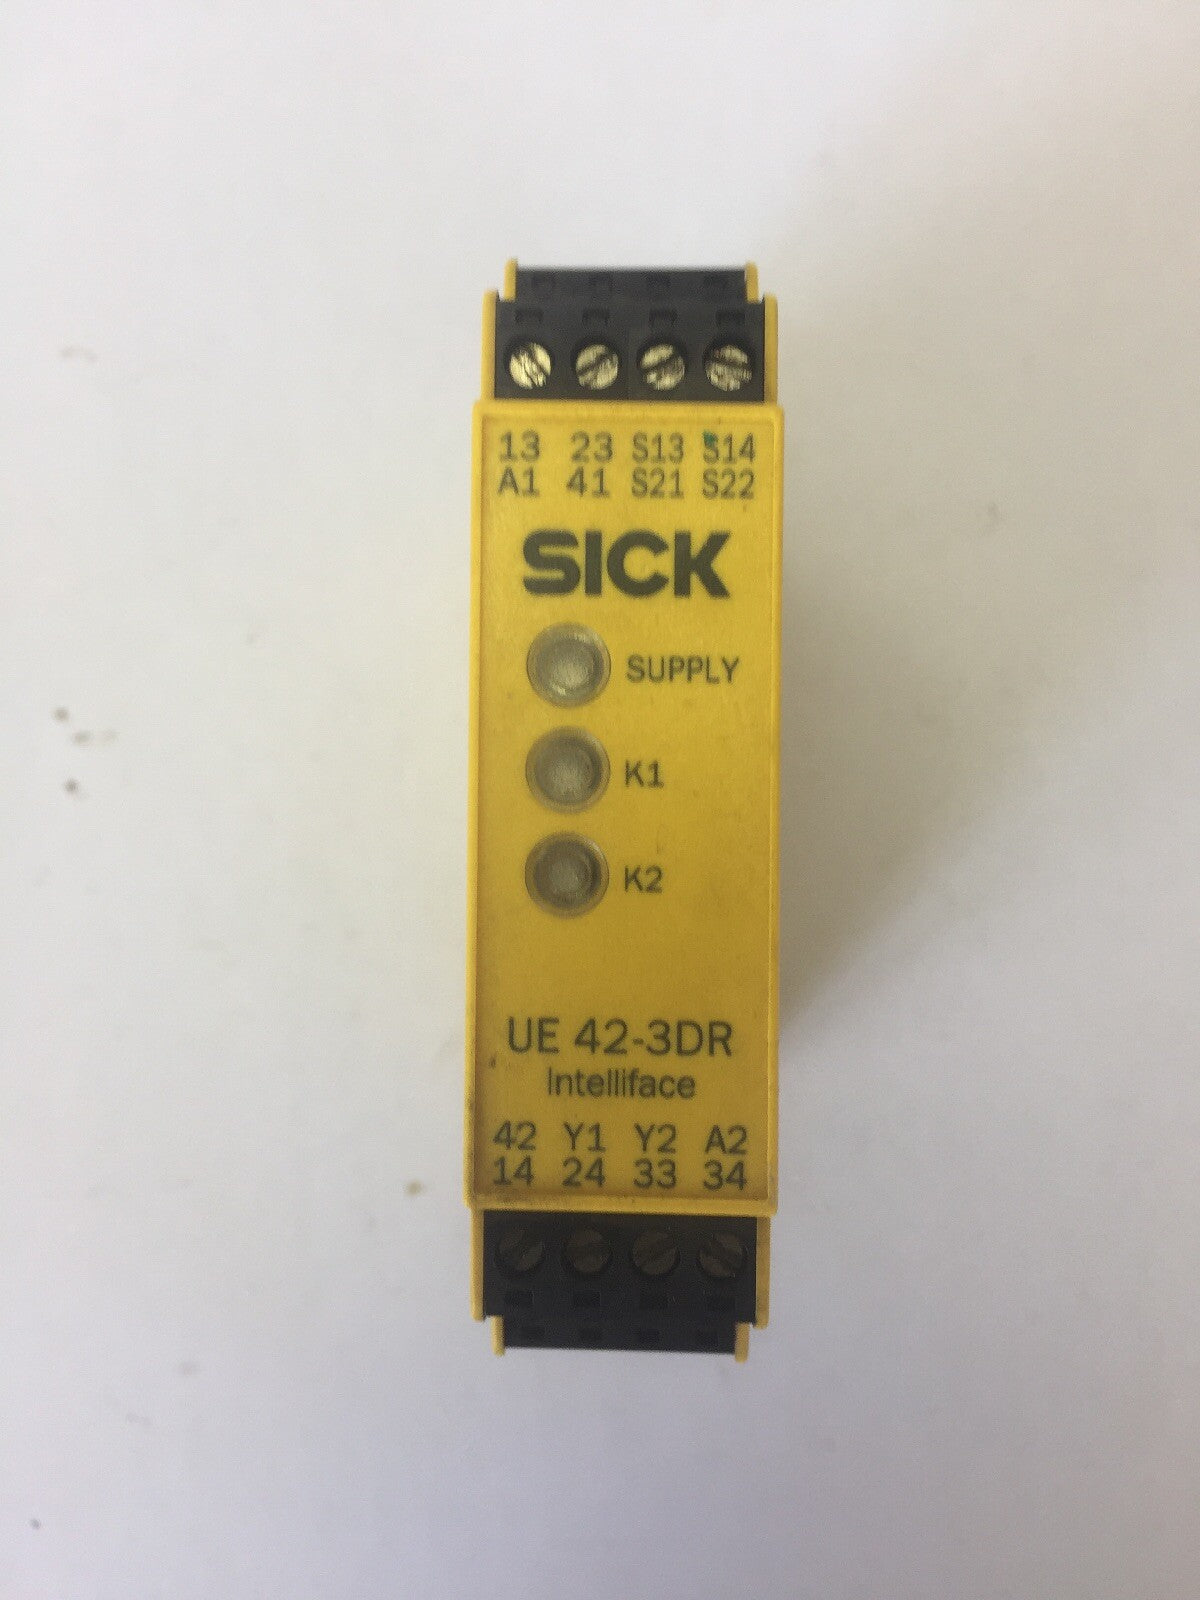 13 23 S13 S14
A1 41 S21 S22
SICK
SUPPLY
K1
K2
UE 42-3DR
Intelliface
42 Y1 Y2 A2
14 24 33 34